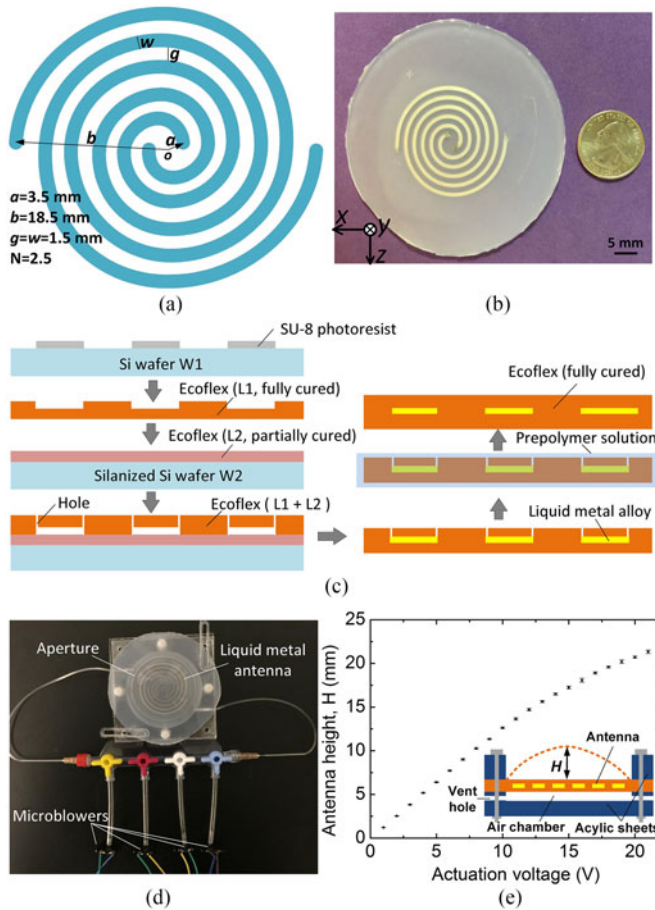 w
g
b
a
o
a=3.5 mm
b=18.5 mm
g=w=1.5 mm
N=2.5
(a)
x
y
z
5 mm
(b)
SU-8 photoresist
Si wafer W1
Ecoflex (L1, fully cured)
Ecoflex (L2, partially cured)
Silanized Si wafer W2
Hole
Ecoflex ( L1 + L2 )
Ecoflex (fully cured)
Prepolymer solution
Liquid metal alloy
(c)
Aperture
Liquid metal
antenna
Microblowers
(d)
Antenna height, H (mm)
25
20
15
10
5
0
H
Antenna
Vent
hole
Air chamber
Acylic sheets
0 5 10 15 20
Actuation voltage (V)
(e)